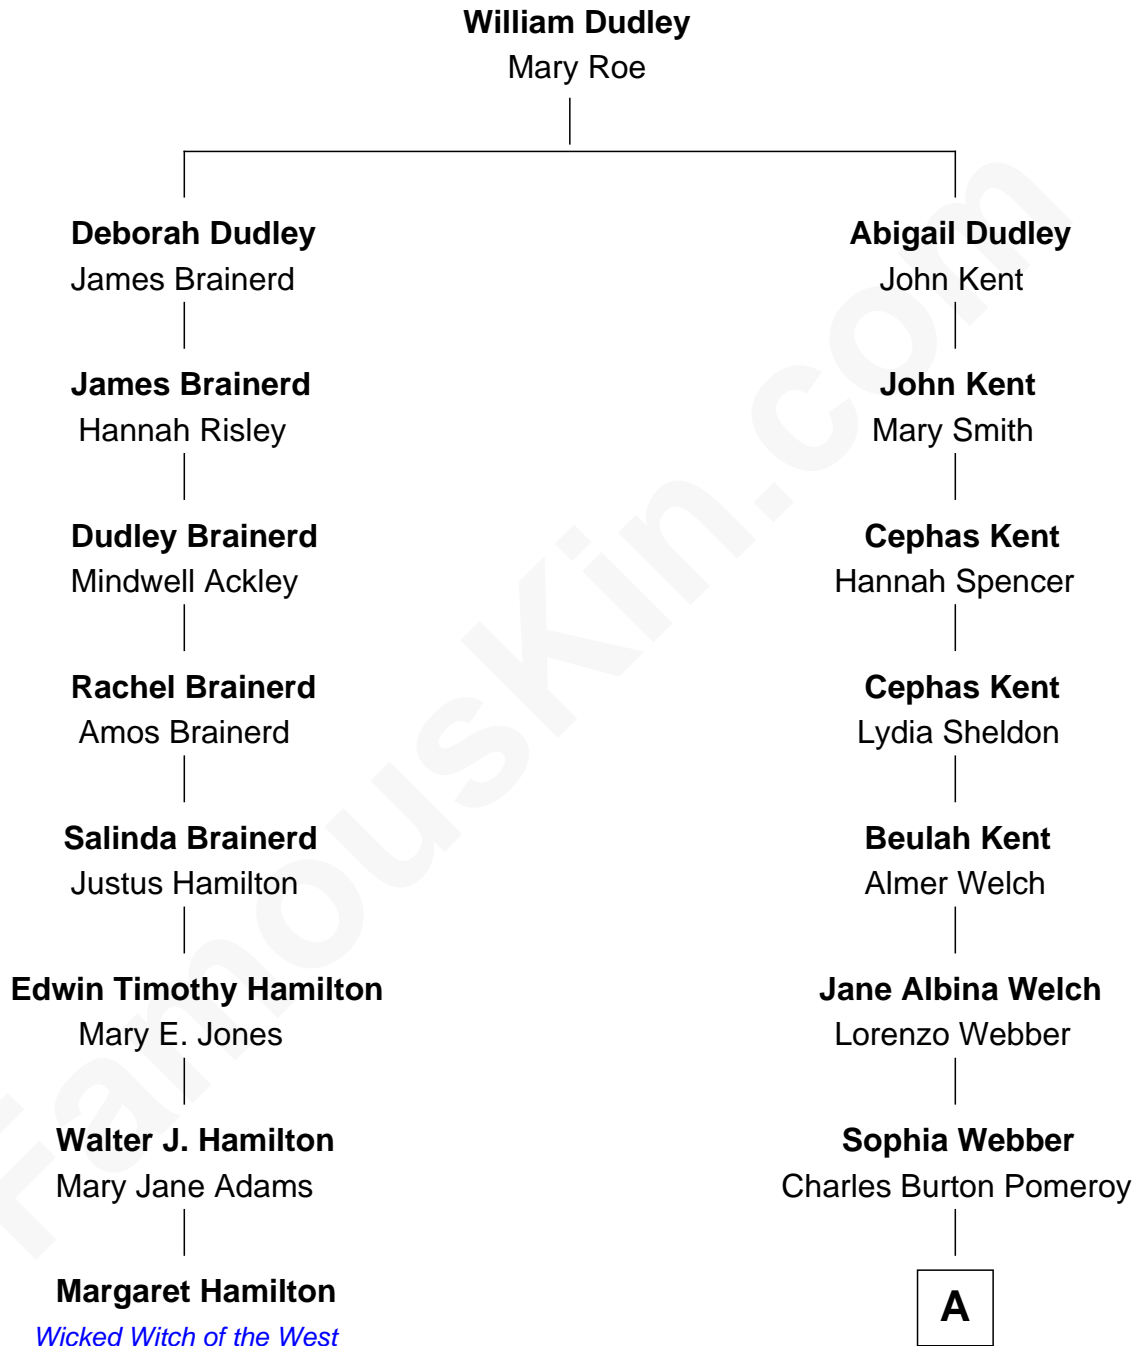 William Dudley
Mary Roe
Deborah Dudley
James Brainerd
Abigail Dudley
John Kent
James Brainerd
Hannah Risley
John Kent
Mary Smith
Dudley Brainerd
Mindwell Ackley
Cephas Kent
Hannah Spencer
Rachel Brainerd
Amos Brainerd
Cephas Kent
Lydia Sheldon
Salinda Brainerd
Justus Hamilton
Beulah Kent
Almer Welch
Edwin Timothy Hamilton
Mary E. Jones
Jane Albina Welch
Lorenzo Webber
Walter J. Hamilton
Mary Jane Adams
Sophia Webber
Charles Burton Pomeroy
Margaret Hamilton
Wicked Witch of the West
A
FamousKin.com